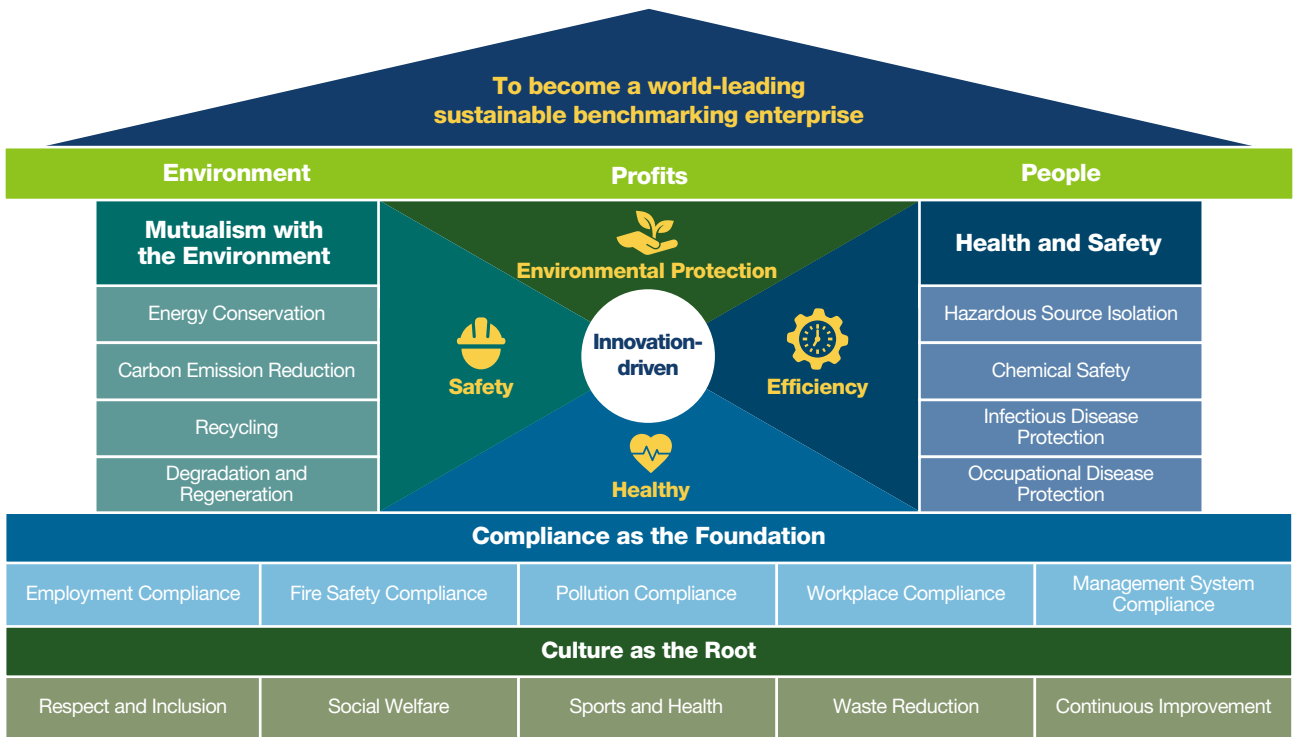 To become a world-leading
sustainable benchmarking enterprise
Environment
Profits
People
Mutualism with
the Environment
Energy Conservation
Carbon Emission Reduction
Recycling
Degradation and
Regeneration
Environmental Protection
Safety
Innovation-
driven
Efficiency
Healthy
Health and Safety
Hazardous Source Isolation
Chemical Safety
Infectious Disease
Protection
Occupational Disease
Protection
Compliance as the Foundation
Employment Compliance
Fire Safety Compliance
Pollution Compliance
Workplace Compliance
Management System
Compliance
Culture as the Root
Respect and Inclusion
Social Welfare
Sports and Health
Waste Reduction
Continuous Improvement